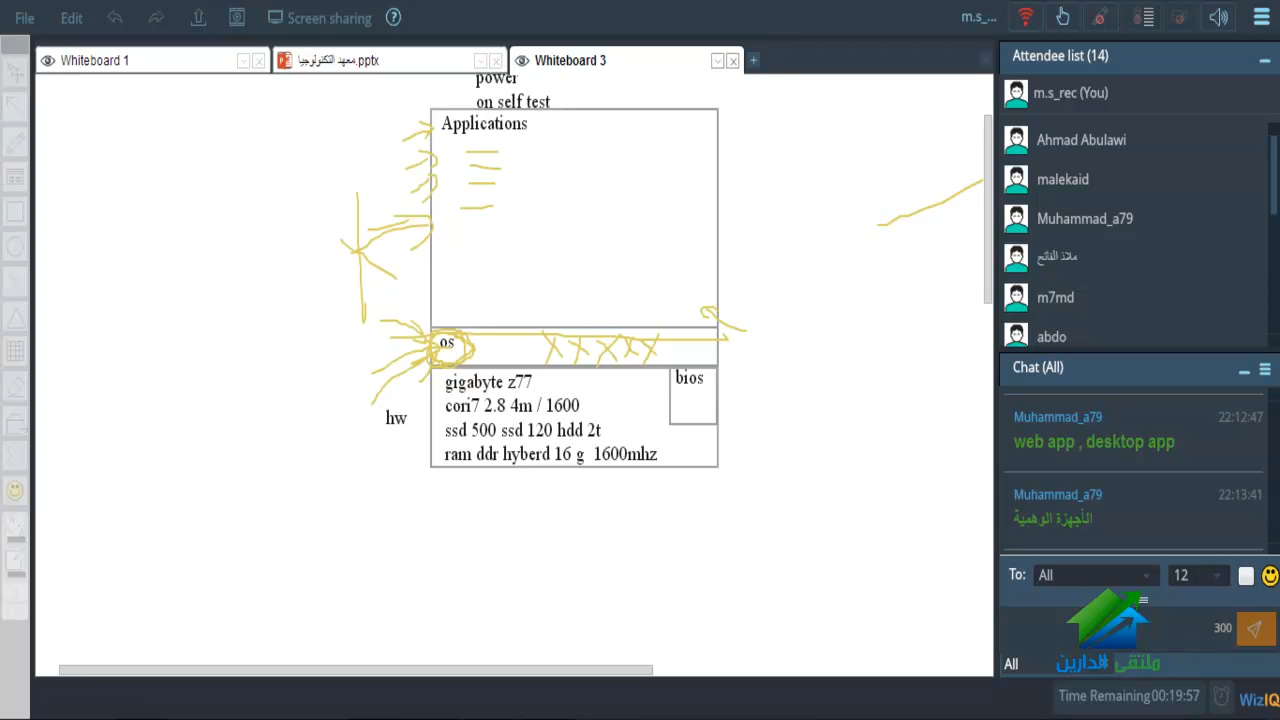 File Edit Screen sharing ? m.s_...
Whiteboard 1 معهد التكنولوجيا.pptx Whiteboard 3
power
on self test
Applications
os
gigabyte z77
bios
cori7 2.8 4m / 1600
hw
ssd 500 ssd 120 hdd 2t
ram ddr hyberd 16 g 1600mhz
Attendee list (14)
m.s_rec (You)
Ahmad Abulawi
malekaid
Muhammad_a79
ملاذ الفاتح
m7md
abdo
Chat (All)
Muhammad_a79 22:12:47
web app , desktop app
Muhammad_a79 22:13:41
الأجهزة الوهمية
To: All 12
300
All
ملتقى الدارين
Time Remaining 00:19:57
WizIQ